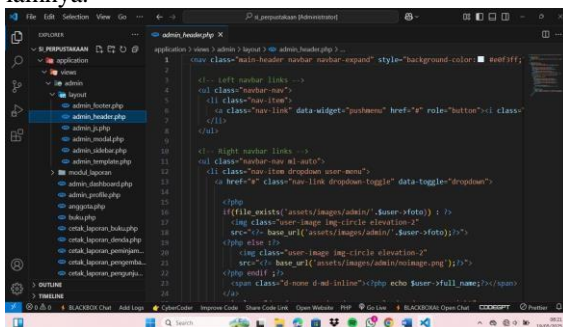 lainnya.
File Edit Selection View Go ...
si_perpustakaan [Administrator]
EXPLORER
admin_header.php
SI_PERPUSTAKAAN
application > views > admin > layout > admin_header.php > ...
application
views
admin
layout
admin_footer.php
admin_header.php
admin_js.php
admin_modal.php
admin_sidebar.php
admin_template.php
modul_laporan
admin_dashboard.php
admin_profile.php
anggota.php
buku.php
cetak_laporan_buku.php
cetak_laporan_denda.php
cetak_laporan_peminjam...
cetak_laporan_pengemba...
cetak_laporan_pengunju...
OUTLINE
TIMELINE
1 <nav class="main-header navbar navbar-expand" style="background-color: #e0f3ff;
3 <!-- Left navbar links -->
4 <ul class="navbar-nav">
5 <li class="nav-item">
6 <a class="nav-link" data-widget="pushmenu" href="#" role="button"><i class="
7 </li>
8 </ul>
10 <!-- Right navbar links -->
11 <ul class="navbar-nav ml-auto">
12 <li class="nav-item dropdown user-menu">
13 <a href="#" class="nav-link dropdown-toggle" data-toggle="dropdown">
15 <?php
16 if(file_exists('assets/images/admin/'.$user->foto)) : ?>
17 <img class="user-image img-circle elevation-2"
18 src="<?= base_url('assets/images/admin/'.$user->foto);?>">
19 <?php else :?>
20 <img class="user-image img-circle elevation-2"
21 src="<?= base_url('assets/images/admin/noimage.png');?>">
22 <?php endif ;?>
23 <span class="d-none d-md-inline"><?php echo $user->full_name;?></span>
24 </a>
BLACKBOX Chat Add Logs CyberCoder Improve Code Share Code Link Open Website PHP Go Live BLACKBOXAI: Open Chat CODEGPT Prettier
Search
09.21